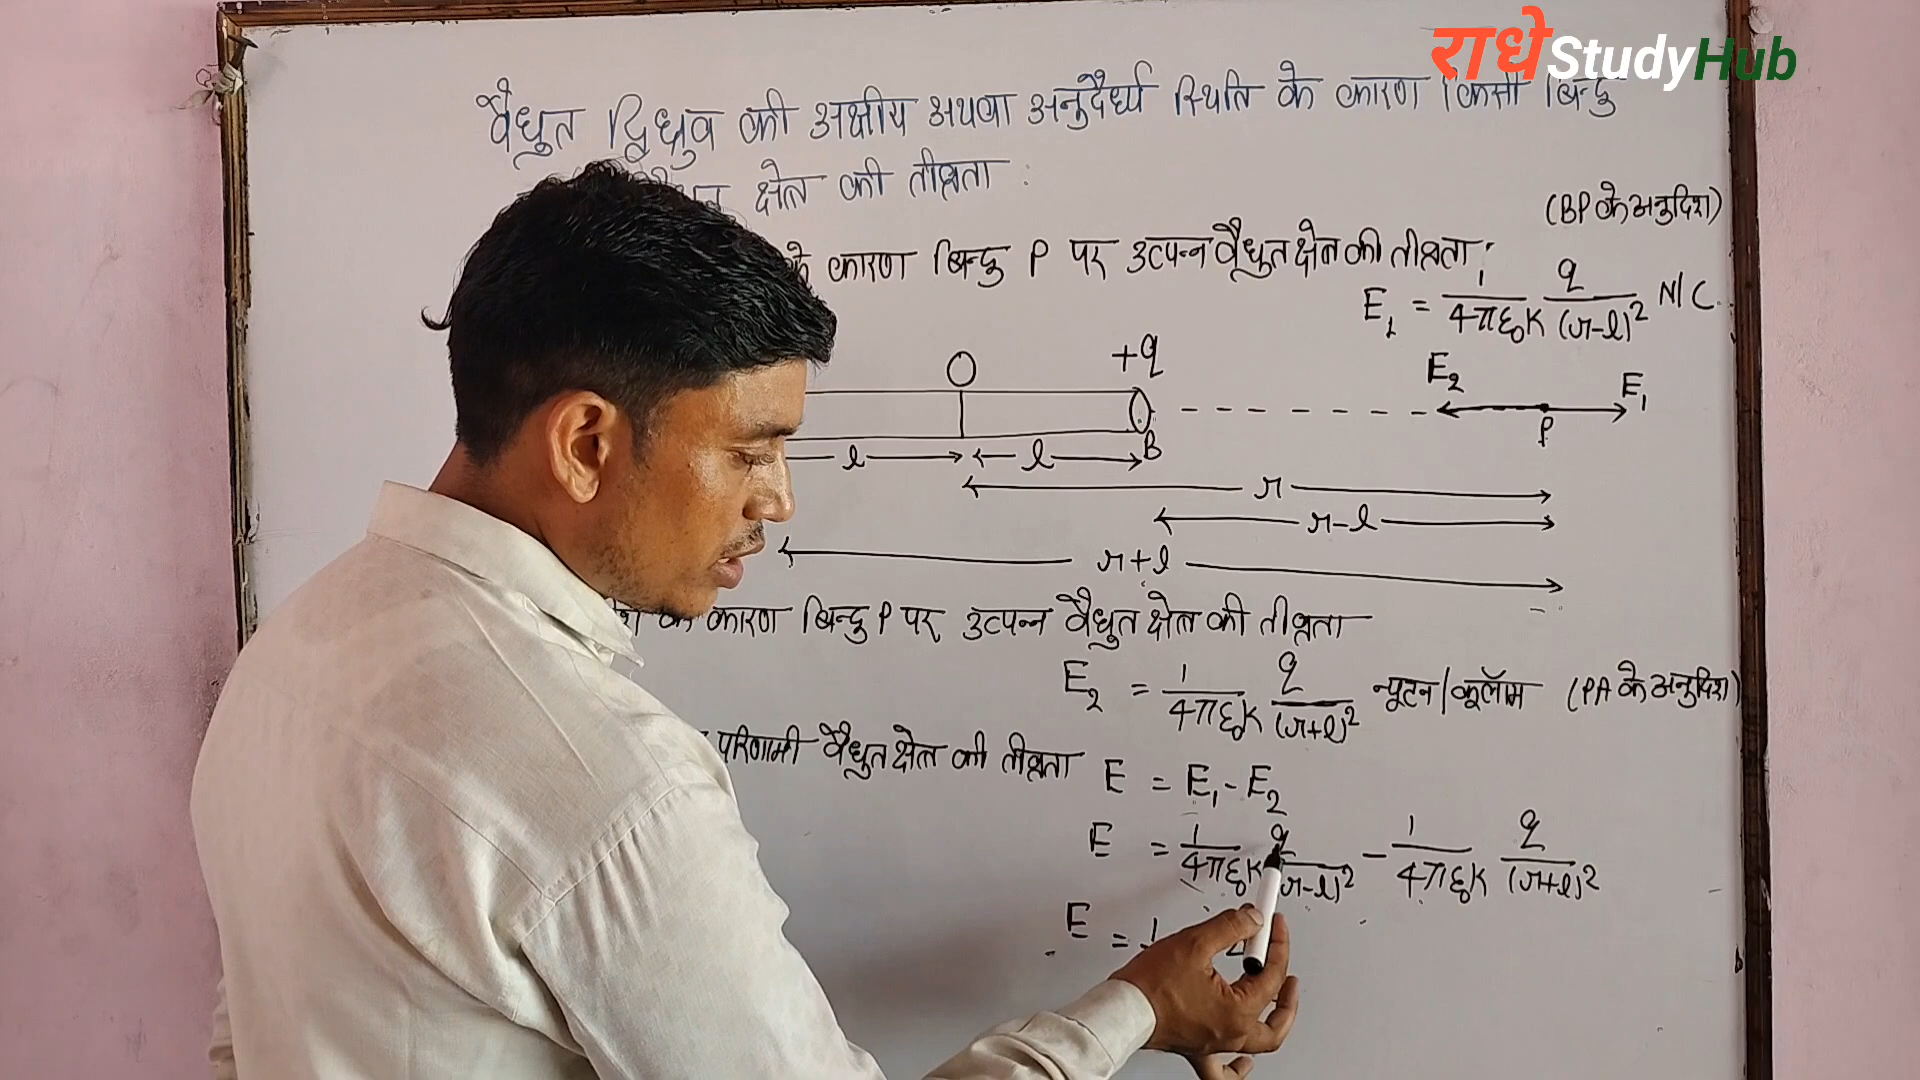 राधे StudyHub
वैधुत द्विध्रुव की अक्षीय अथवा अनुदैर्ध्य स्थिति के कारण किसी बिन्दु
क्षेत्र की तीव्रता :
(BP के अनुदिश)
के कारण बिन्दु P पर उत्पन्न वैधुत क्षेत्र की तीव्रता ;
E₁ = 1/4πε₀K q/(r-l)² N/C
O +q E₂ E₁
P
l l B
r
r-l
r+l
के कारण बिन्दु P पर उत्पन्न वैधुत क्षेत्र की तीव्रता
E₂ = 1/4πε₀K q/(r+l)² न्यूटन/कूलॉम (PA के अनुदिश)
परिणामी वैधुत क्षेत्र की तीव्रता E = E₁ - E₂
E = 1/4πε₀K q/(r-l)² - 1/4πε₀K q/(r+l)²
E =